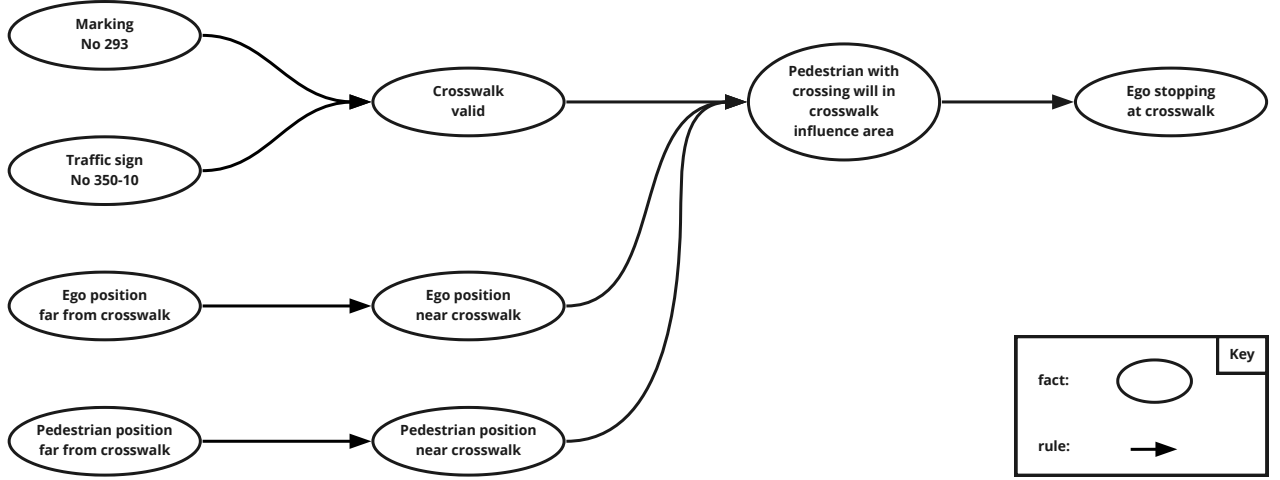 Marking
No 293
Traffic sign
No 350-10
Crosswalk
valid
Pedestrian with
crossing will in
crosswalk
influence area
Ego stopping
at crosswalk
Ego position
far from crosswalk
Ego position
near crosswalk
Pedestrian position
far from crosswalk
Pedestrian position
near crosswalk
Key
fact:
rule: